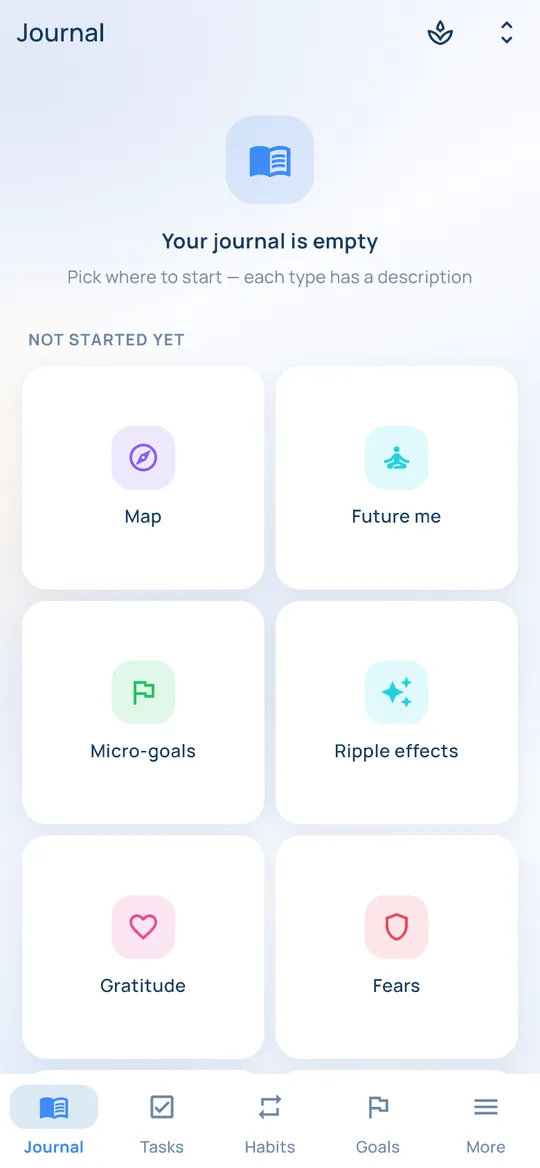 Journal
Your journal is empty
Pick where to start — each type has a description
NOT STARTED YET
Map
Future me
Micro-goals
Ripple effects
Gratitude
Fears
Journal
Tasks
Habits
Goals
More